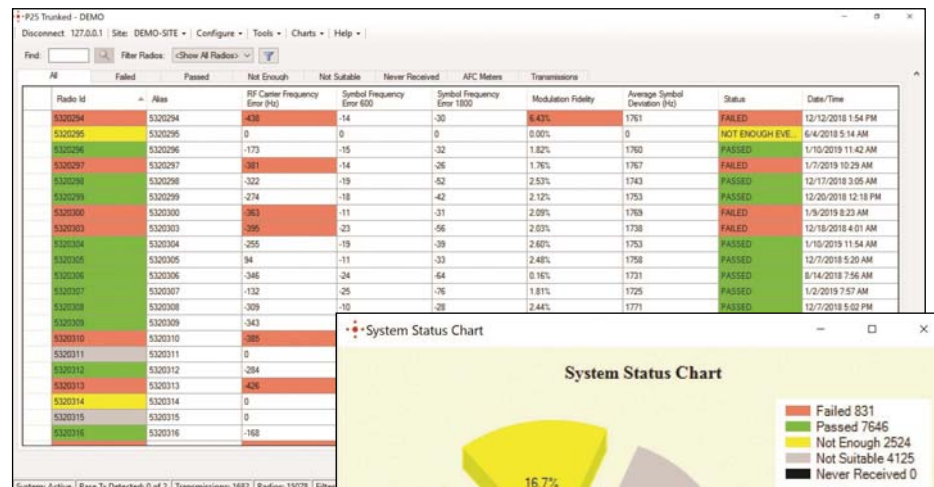 P25 Trunked - DEMO
Disconnect 127.0.0.1 Site: DEMO-SITE Configure Tools Charts Help
Find: Filter Radios: <Show All Radios>
All Failed Passed Not Enough Not Suitable Never Received AFC Meters Transmissions
Radio Id Alias RF Carrier Frequency Error (Hz) Symbol Frequency Error 600 Symbol Frequency Error 1800 Modulation Fidelity Average Symbol Deviation (Hz) Status Date/Time
5320294 5320294 -438 -14 -30 6.43% 1761 FAILED 12/12/2018 1:54 PM
5320295 5320295 0 0 0 0.00% 0 NOT ENOUGH EVE... 6/4/2018 5:14 AM
5320296 5320296 -173 -15 -32 1.82% 1760 PASSED 1/10/2019 11:42 AM
5320297 5320297 -381 -14 -26 1.76% 1767 FAILED 1/7/2019 10:29 AM
5320298 5320298 -322 -19 -52 2.53% 1743 PASSED 12/17/2018 3:05 AM
5320299 5320299 -274 -18 -42 2.12% 1753 PASSED 12/20/2018 12:18 PM
5320300 5320300 -363 -11 -31 2.09% 1769 FAILED 1/9/2019 8:23 AM
5320303 5320303 -395 -23 -56 2.03% 1738 FAILED 12/18/2018 4:01 AM
5320304 5320304 -255 -19 -39 2.60% 1753 PASSED 1/10/2019 11:54 AM
5320305 5320305 94 -11 -33 2.48% 1758 PASSED 12/7/2018 5:20 AM
5320306 5320306 -346 -24 -64 0.16% 1731 PASSED 8/14/2018 7:56 AM
5320307 5320307 -132 -25 -76 1.81% 1725 PASSED 1/2/2019 7:57 AM
5320308 5320308 -309 -10 -28 2.44% 1771 PASSED 12/7/2018 5:02 PM
5320309 5320309 -343
5320310 5320310 -385
5320311 5320311 0
5320312 5320312 -284
5320313 5320313 -426
5320314 5320314 0
5320315 5320315 0
5320316 5320316 -168
System Status Chart
System Status Chart
Failed 831
Passed 7646
Not Enough 2524
Not Suitable 4125
Never Received 0
16.7%